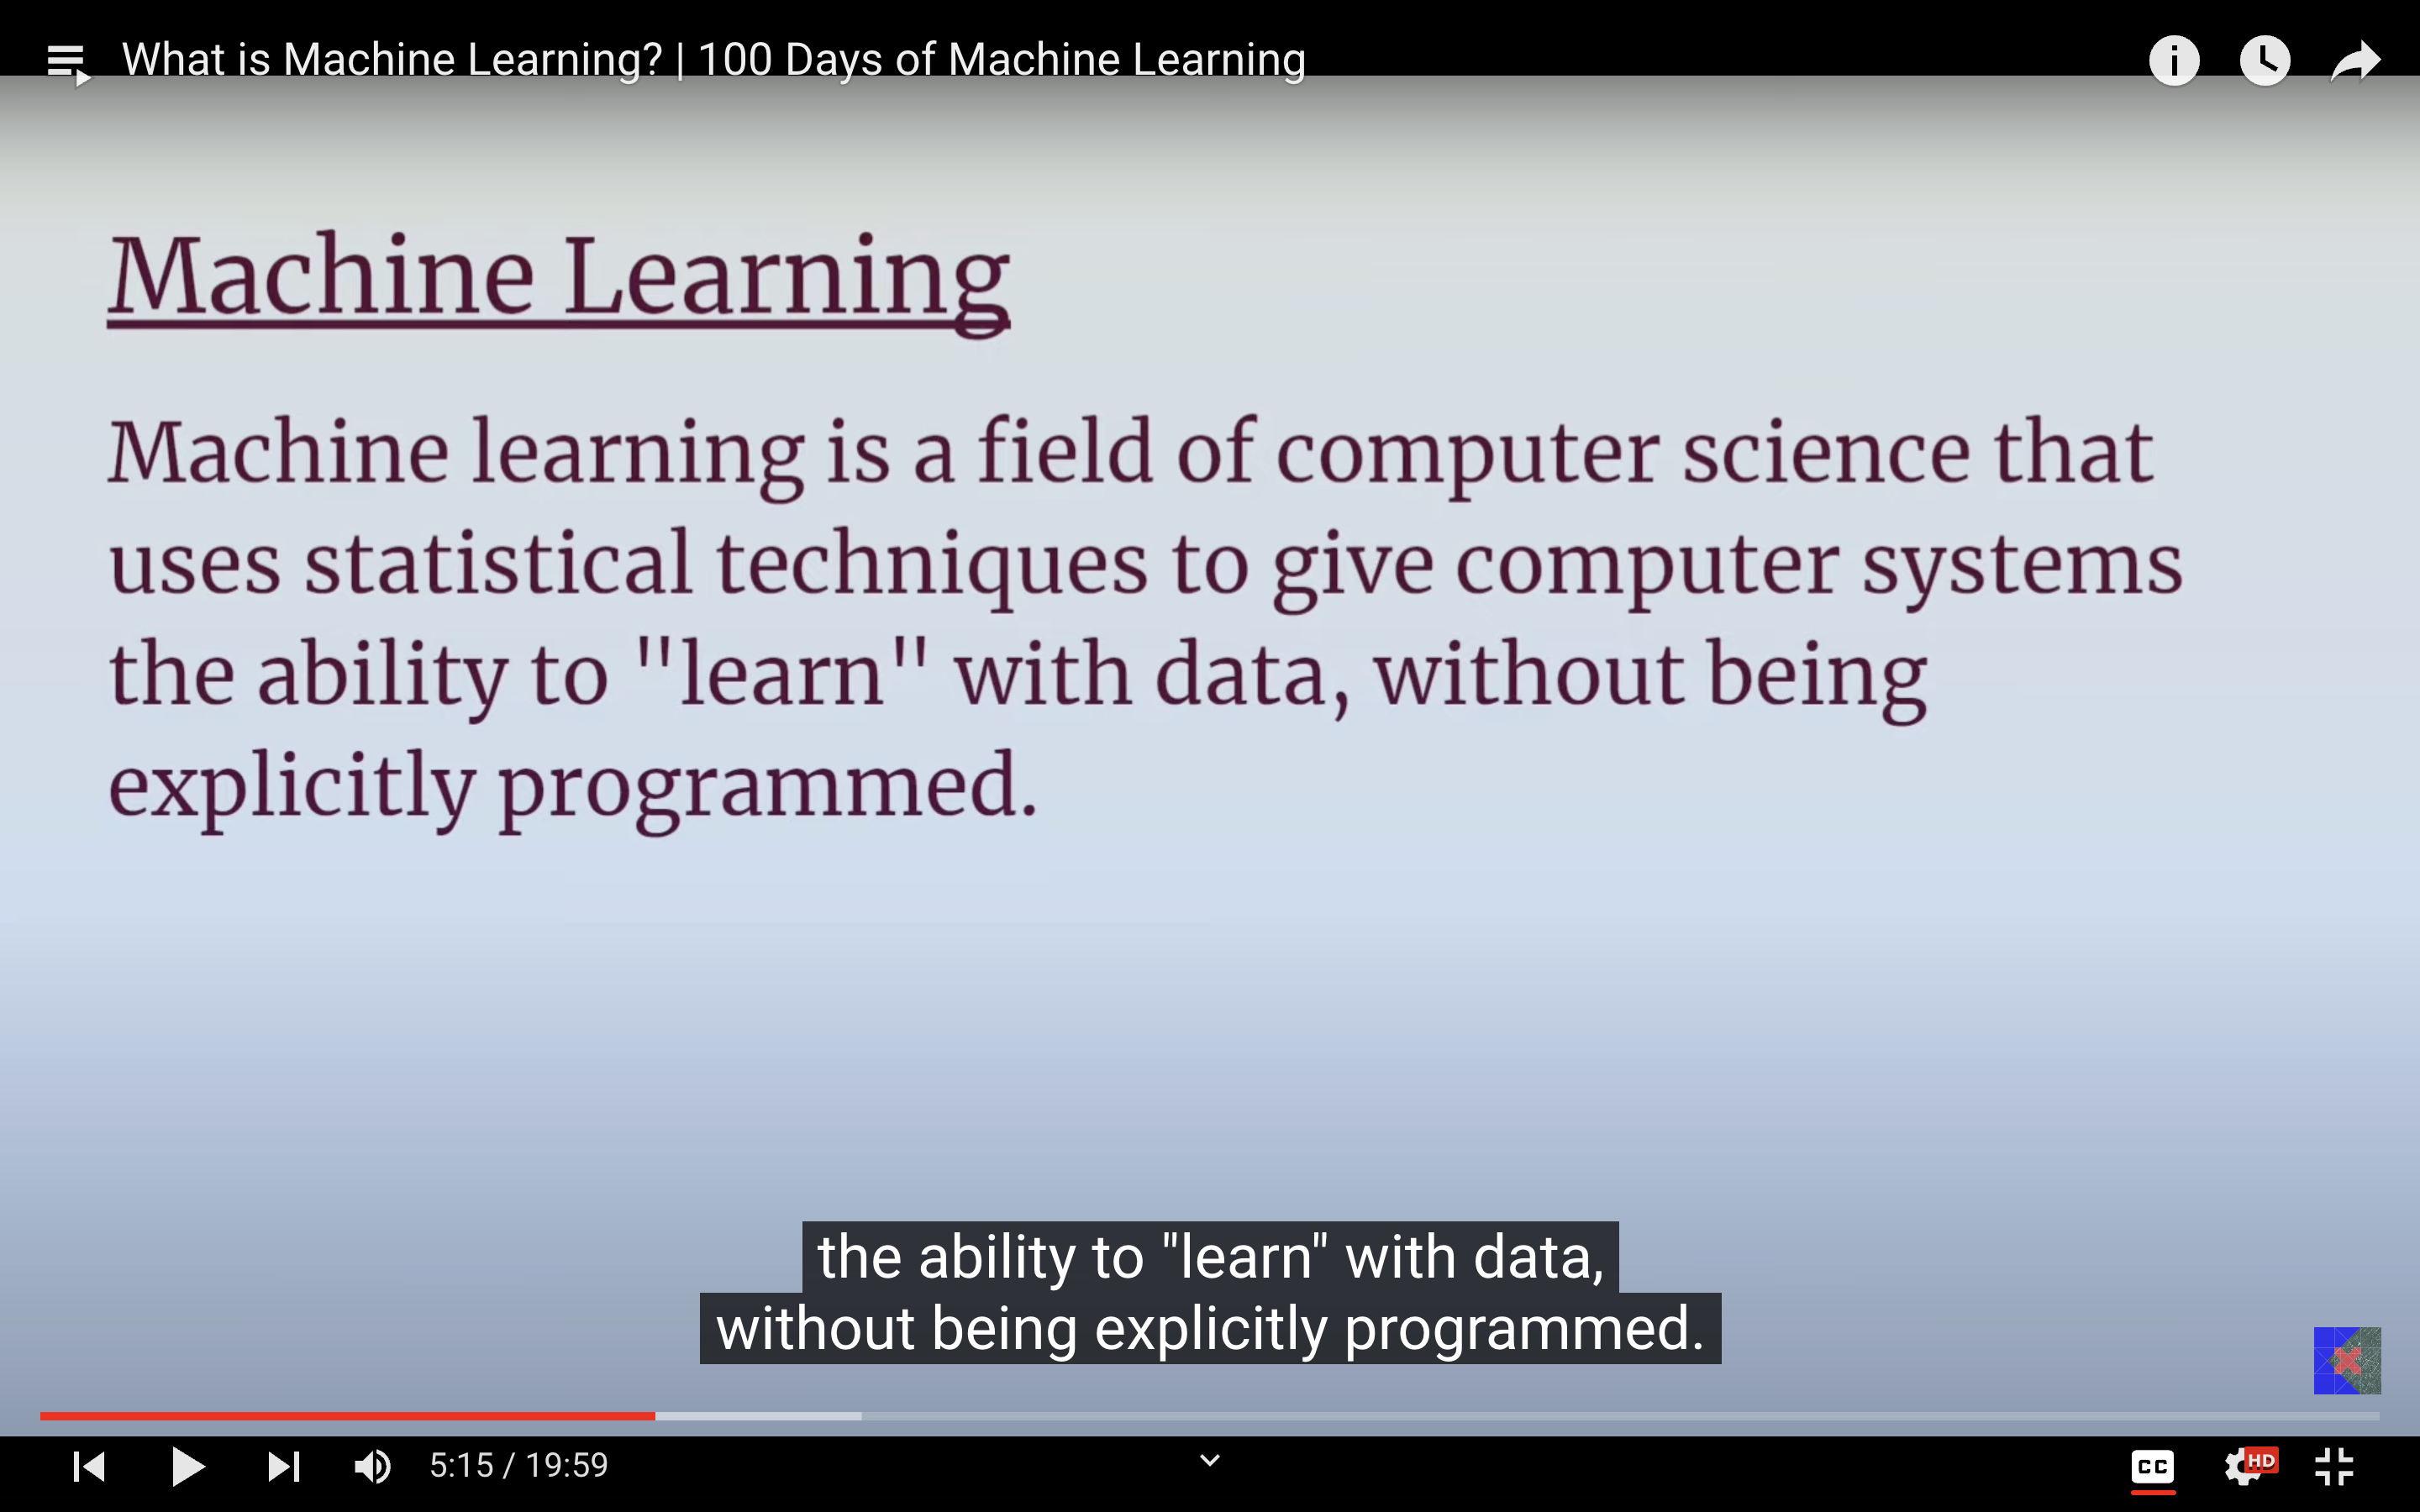 What is Machine Learning? | 100 Days of Machine Learning
Machine Learning
Machine learning is a field of computer science that
uses statistical techniques to give computer systems
the ability to "learn" with data, without being
explicitly programmed.
the ability to "learn" with data,
without being explicitly programmed.
5:15 / 19:59
CC
HD